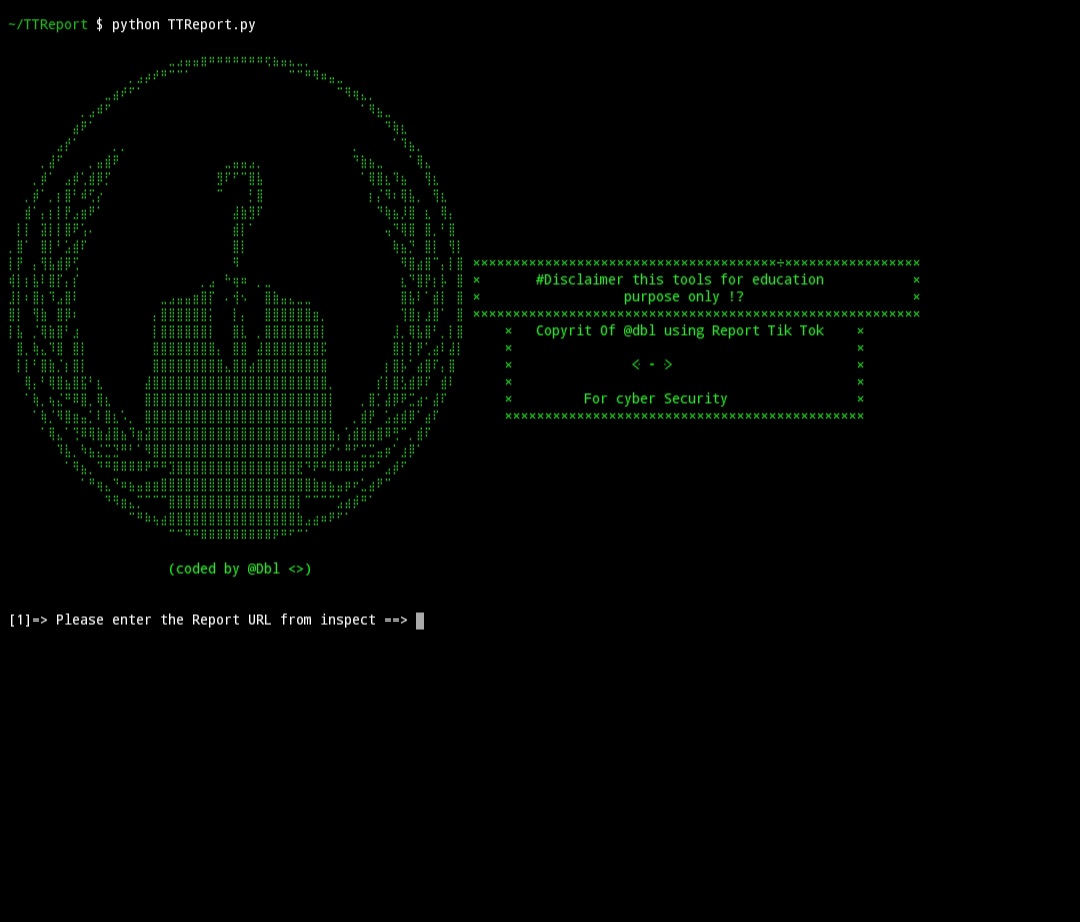 ~/TTReport $ python TTReport.py
××××××××××××××××××××××××××××××××××××××÷×××××××××××××××××
× #Disclaimer this tools for education ×
× purpose only !? ×
××××××××××××××××××××××××××××××××××××××××××××××××××××××××
× Copyrit Of @dbl using Report Tik Tok ×
× ×
× < - > ×
× ×
× For cyber Security ×
×××××××××××××××××××××××××××××××××××××××××××××
(coded by @Dbl <>)
[1]=> Please enter the Report URL from inspect ==>